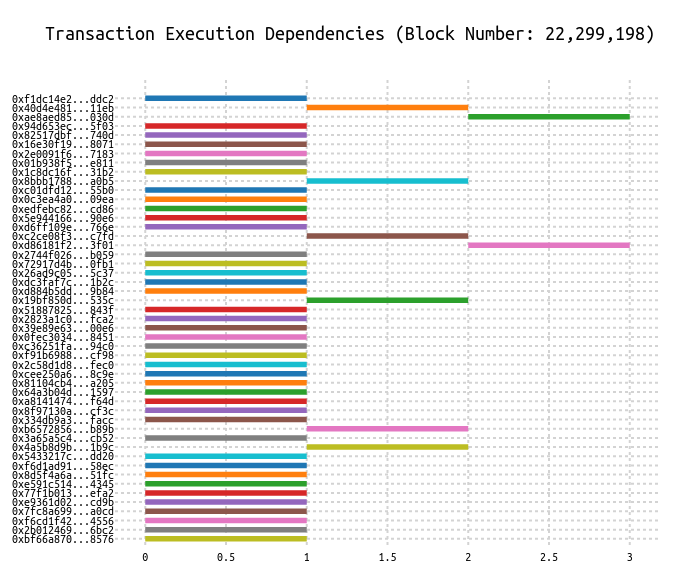 Transaction Execution Dependencies (Block Number: 22,299,198)
0xf1dc14e2...ddc2
0x40d4e481...11eb
0xae8aed85...030d
0x94d653ec...5f03
0x82517dbf...740d
0x16e30f19...8071
0x2e0091f6...7183
0x01b938f5...e811
0x1c8dc16f...31b2
0x8bbb1788...a0b5
0xc01dfd12...55b0
0x0c3ea4a0...09ea
0xedfebc82...cd86
0x5e944166...90e6
0xd6ff109e...766e
0xc2ce08f3...c7fd
0xd86181f2...3f01
0x2744f026...b059
0x72917d4b...0fb1
0x26ad9c05...5c37
0xdc3faf7c...1b2c
0xd884b5dd...9b84
0x19bf850d...535c
0x51887825...843f
0x2823a1c0...fca2
0x39e89e63...00e6
0x0fec3034...8451
0xc36251fa...94c0
0xf91b6988...cf98
0x2c58d1d8...fec0
0xcee250a6...8c9e
0x81104cb4...a205
0x64a3b04d...1597
0xa8141474...f64d
0x8f97130a...cf3c
0x334db9a3...facc
0xb6572856...b89b
0x3a65a5c4...cb52
0x4a5b8d9b...1b9c
0x5433217c...dd20
0xf6d1ad91...58ec
0x8d5f4a6a...51fc
0xe591c514...4345
0x77f1b013...efa2
0xe9361d02...cd9b
0x7fc8a699...a0cd
0xf6cd1f42...4556
0x2b012469...6bc2
0xbf66a870...8576
0 0.5 1 1.5 2 2.5 3